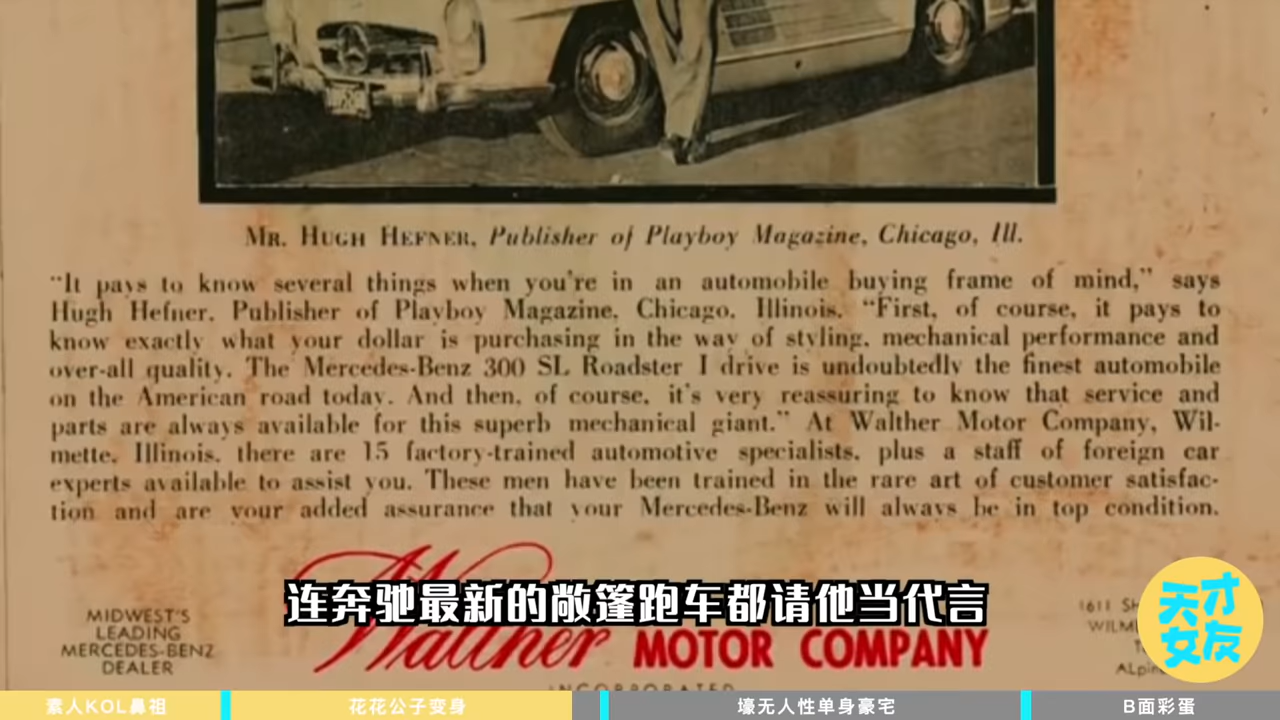 MR. HUGH HEFNER, Publisher of Playboy Magazine, Chicago, Ill.
"It pays to know several things when you're in an automobile buying frame of mind," says
Hugh Hefner, Publisher of Playboy Magazine, Chicago, Illinois. "First, of course, it pays to
know exactly what your dollar is purchasing in the way of styling, mechanical performance and
over-all quality. The Mercedes-Benz 300 SL Roadster I drive is undoubtedly the finest automobile
on the American road today. And then, of course, it's very reassuring to know that service and
parts are always available for this superb mechanical giant." At Walther Motor Company, Wil-
mette, Illinois, there are 15 factory-trained automotive specialists, plus a staff of foreign car
experts available to assist you. These men have been trained in the rare art of customer satisfac-
tion and are your added assurance that your Mercedes-Benz will always be in top condition.
连奔驰最新的敞篷跑车都请他当代言
MIDWEST'S
LEADING
MERCEDES-BENZ
DEALER
Walther MOTOR COMPANY
INCORPORATED
1611
WILM
天才
女友
素人KOL鼻祖
花花公子变身
壕无人性单身豪宅
B面彩蛋